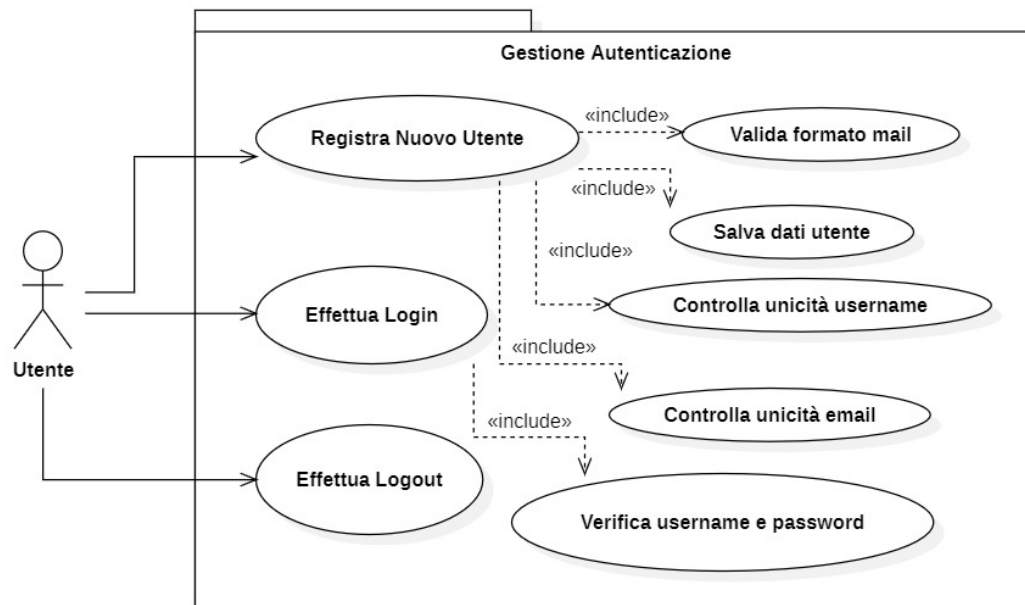 Gestione Autenticazione
Registra Nuovo Utente
«include»
Valida formato mail
«include»
Salva dati utente
«include»
Controlla unicità username
Effettua Login
«include»
Utente
Controlla unicità email
«include»
Effettua Logout
Verifica username e password